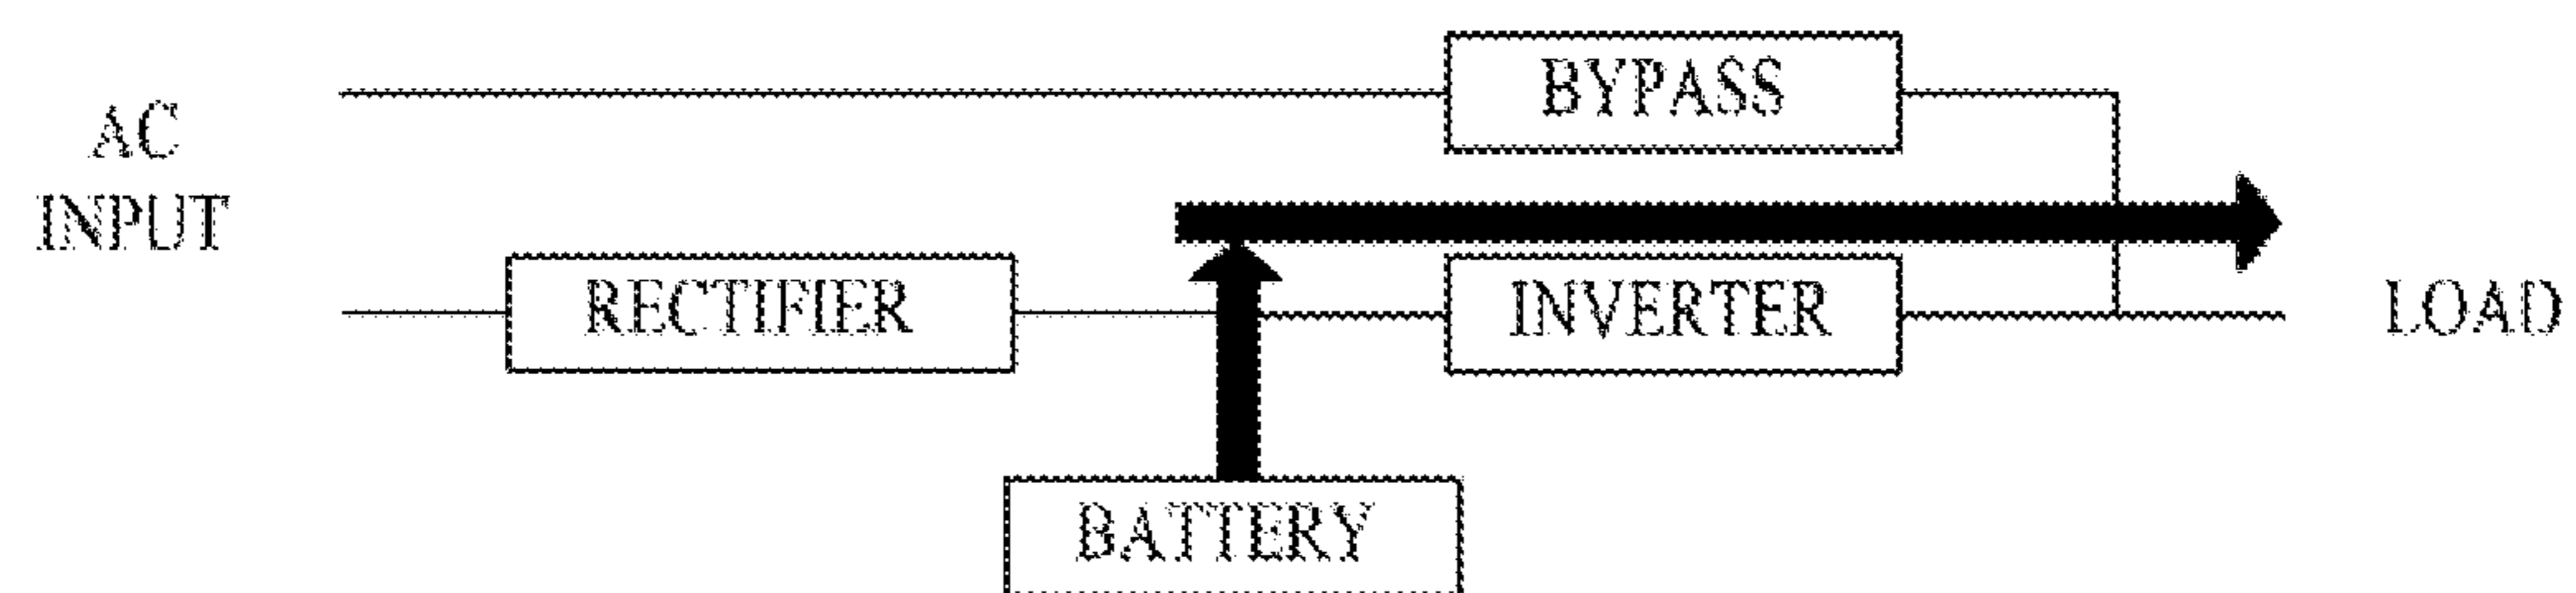 BYPASS
AC
INPUT
RECTIFIER
INVERTER
LOAD
BATTERY